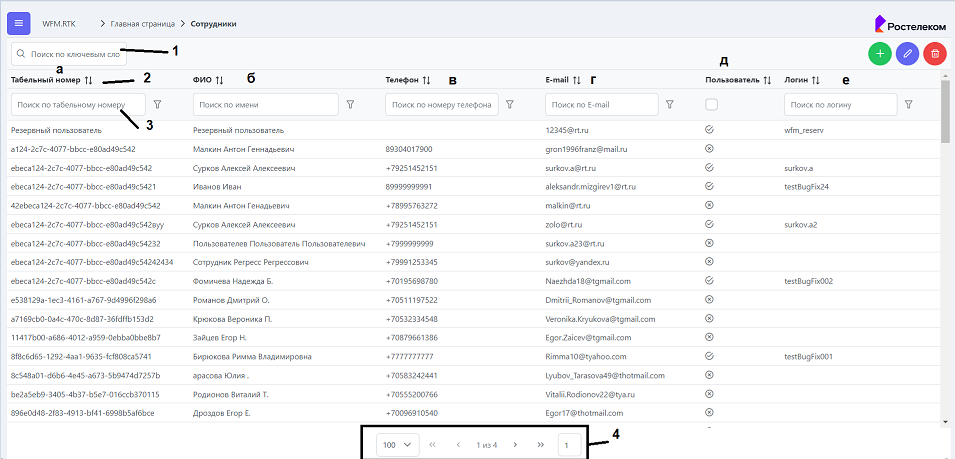 WFM.RTK > Главная страница > Сотрудники
Ростелеком
Поиск по ключевым сло
1
а б в г д е
Табельный номер ФИО Телефон E-mail Пользователь Логин
2
Поиск по табельному номеру Поиск по имени Поиск по номеру телефона Поиск по E-mail Поиск по логину
3
Резервный пользователь Резервный пользователь 12345@rt.ru wfm_reserv
a124-2c7c-4077-bbcc-e80ad49c542 Малкин Антон Геннадьевич 89304017900 gron1996franz@mail.ru
ebeca124-2c7c-4077-bbcc-e80ad49c542 Сурков Алексей Алексеевич +79251452151 surkov.a@rt.ru surkov.a
ebeca124-2c7c-4077-bbcc-e80ad49c5421 Иванов Иван 89999999991 aleksandr.mizgirev1@rt.ru testBugFix24
42ebeca124-2c7c-4077-bbcc-e80ad49c542 Малкин Антон Генадьевич +78995763272 malkin@rt.ru
ebeca124-2c7c-4077-bbcc-e80ad49c542вуу Сурков Алексей Алексеевич +79251452151 zolo@rt.ru surkov.a2
ebeca124-2c7c-4077-bbcc-e80ad49c54232 Пользователев Пользователь Пользователевич +7999999999 surkov.a23@rt.ru
ebeca124-2c7c-4077-bbcc-e80ad49c54242434 Сотрудник Регресс Регрессович +79991253345 surkov@yandex.ru
ebeca124-2c7c-4077-bbcc-e80ad49c542c Фомичева Надежда Б. +70195698780 Naezhda18@tgmail.com testBugFix002
e538129a-1ec3-4161-a767-9d4996f298a6 Романов Дмитрий О. +70511197522 Dmitrii_Romanov@tgmail.com
a7169cb0-0a4c-470c-8d87-36fdffb153d2 Крюкова Вероника П. +70532334548 Veronika.Kryukova@tgmail.com
11417b00-a686-4012-a959-0ebba0bbe8b7 Зайцев Егор Н. +70879661386 Egor.Zaicev@tgmail.com
8f8c6d65-1292-4aa1-9635-fcf808ca5741 Бирюкова Римма Владимировна +7777777777 Rimma10@tyahoo.com testBugFix001
8c548a01-d6b6-4e45-a673-5b9474d7257b арасова Юлия . +70583242441 Lyubov_Tarasova49@thotmail.com
be2a5eb9-3405-4b37-b5e7-016ccb370115 Родионов Виталий Т. +70555200766 Vitalii.Rodionov22@tya.ru
896e0d48-2f83-4913-bf41-6998b5af6bce Дроздов Егор Е. +70096910540 Egor17@thotmail.com
100 « ‹ 1 из 4 › » 1
4